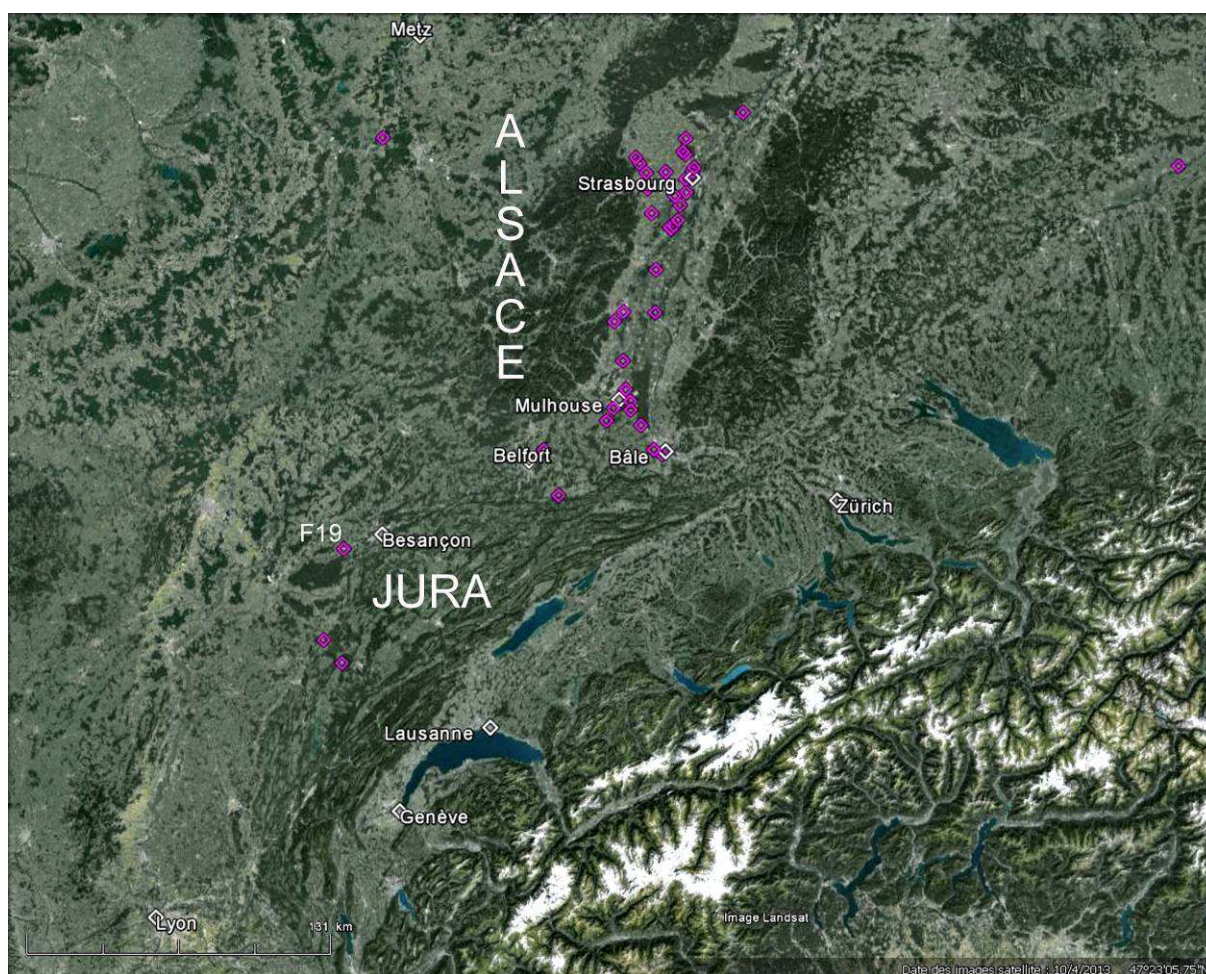 Metz
ALSACE
Strasbourg
Mulhouse
Belfort
Bâle
Zürich
F19
Besançon
JURA
Lausanne
Genève
Lyon
131 km
Image Landsat
Date des images satellite : 10/4/2013 47°23'05.75"N